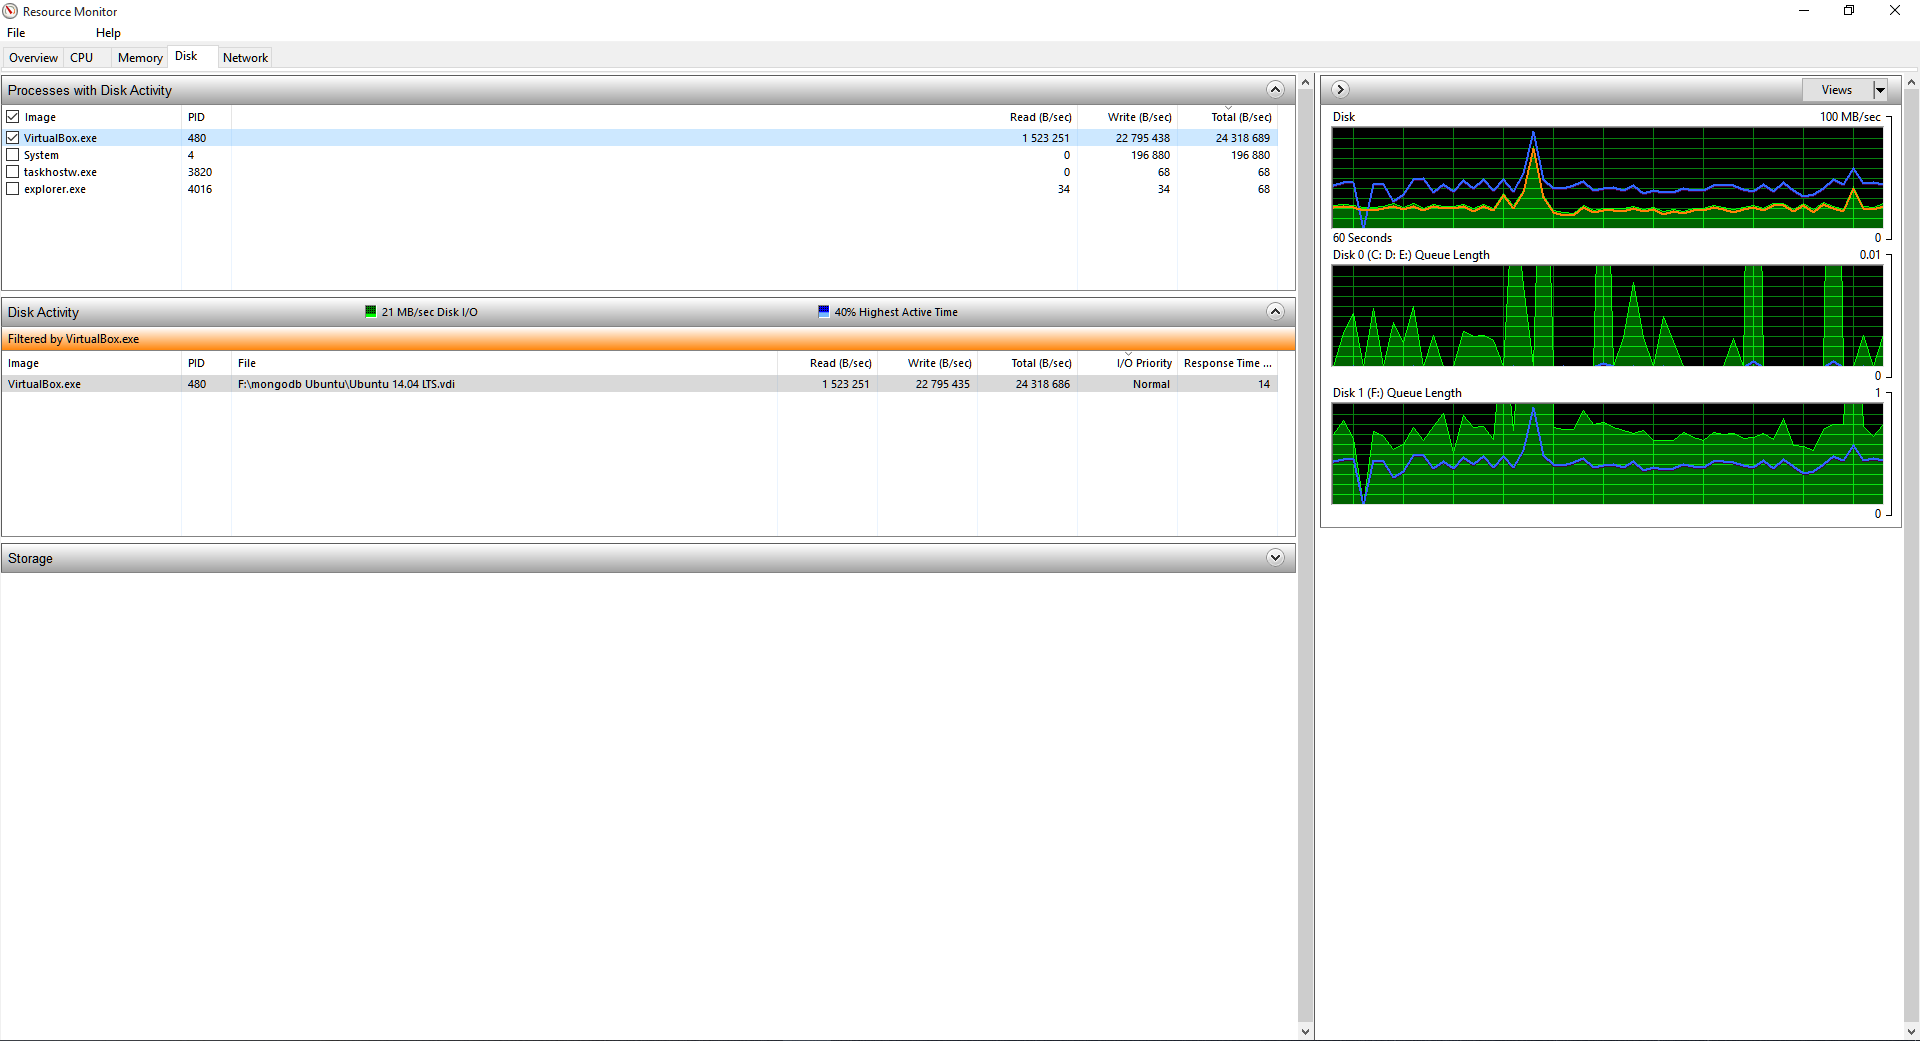 Resource Monitor
File Help
Overview CPU Memory Disk Network
Processes with Disk Activity
Image PID Read (B/sec) Write (B/sec) Total (B/sec)
VirtualBox.exe 480 1 523 251 22 795 438 24 318 689
System 4 0 196 880 196 880
taskhostw.exe 3820 0 68 68
explorer.exe 4016 34 34 68
Disk Activity 21 MB/sec Disk I/O 40% Highest Active Time
Filtered by VirtualBox.exe
Image PID File Read (B/sec) Write (B/sec) Total (B/sec) I/O Priority Response Time ...
VirtualBox.exe 480 F:\mongodb Ubuntu\Ubuntu 14.04 LTS.vdi 1 523 251 22 795 435 24 318 686 Normal 14
Storage
Views
Disk 100 MB/sec
60 Seconds 0
Disk 0 (C: D: E:) Queue Length 0.01
0
Disk 1 (F:) Queue Length 1
0